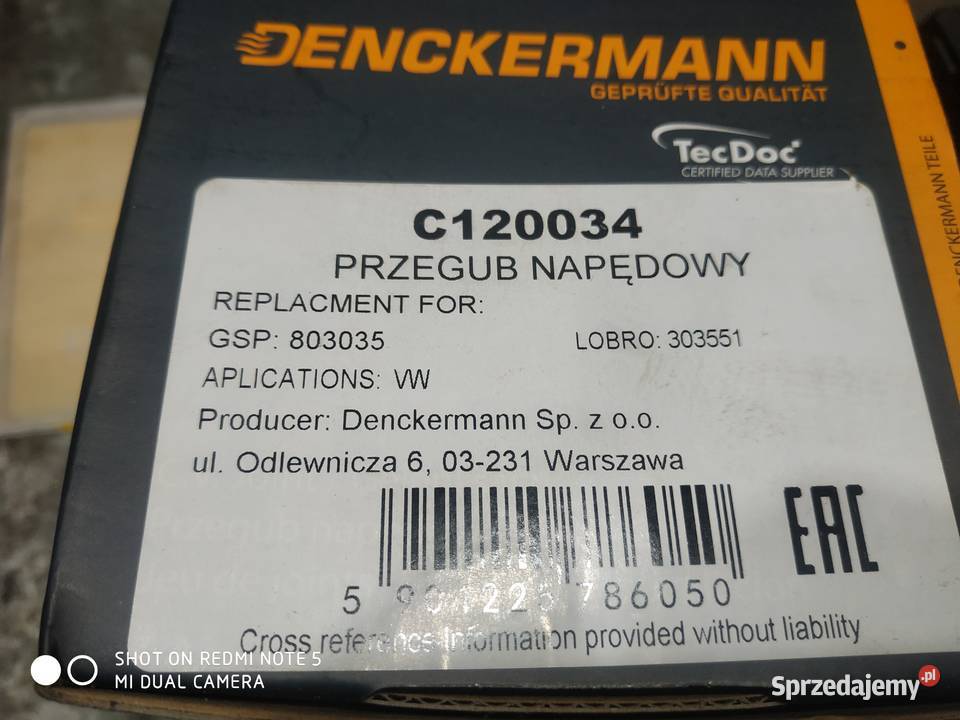 DENCKERMANN
GEPRÜFTE QUALITÄT
TecDoc
CERTIFIED DATA SUPPLIER
DENCKERMANN TEILE
C120034
PRZEGUB NAPĘDOWY
REPLACMENT FOR:
GSP: 803035 LOBRO: 303551
APLICATIONS: VW
Producer: Denckermann Sp. z o.o.
ul. Odlewnicza 6, 03-231 Warszawa
EAC
786050
Cross reference Information provided without liability
SHOT ON REDMI NOTE 5
MI DUAL CAMERA
Sprzedajemy.pl